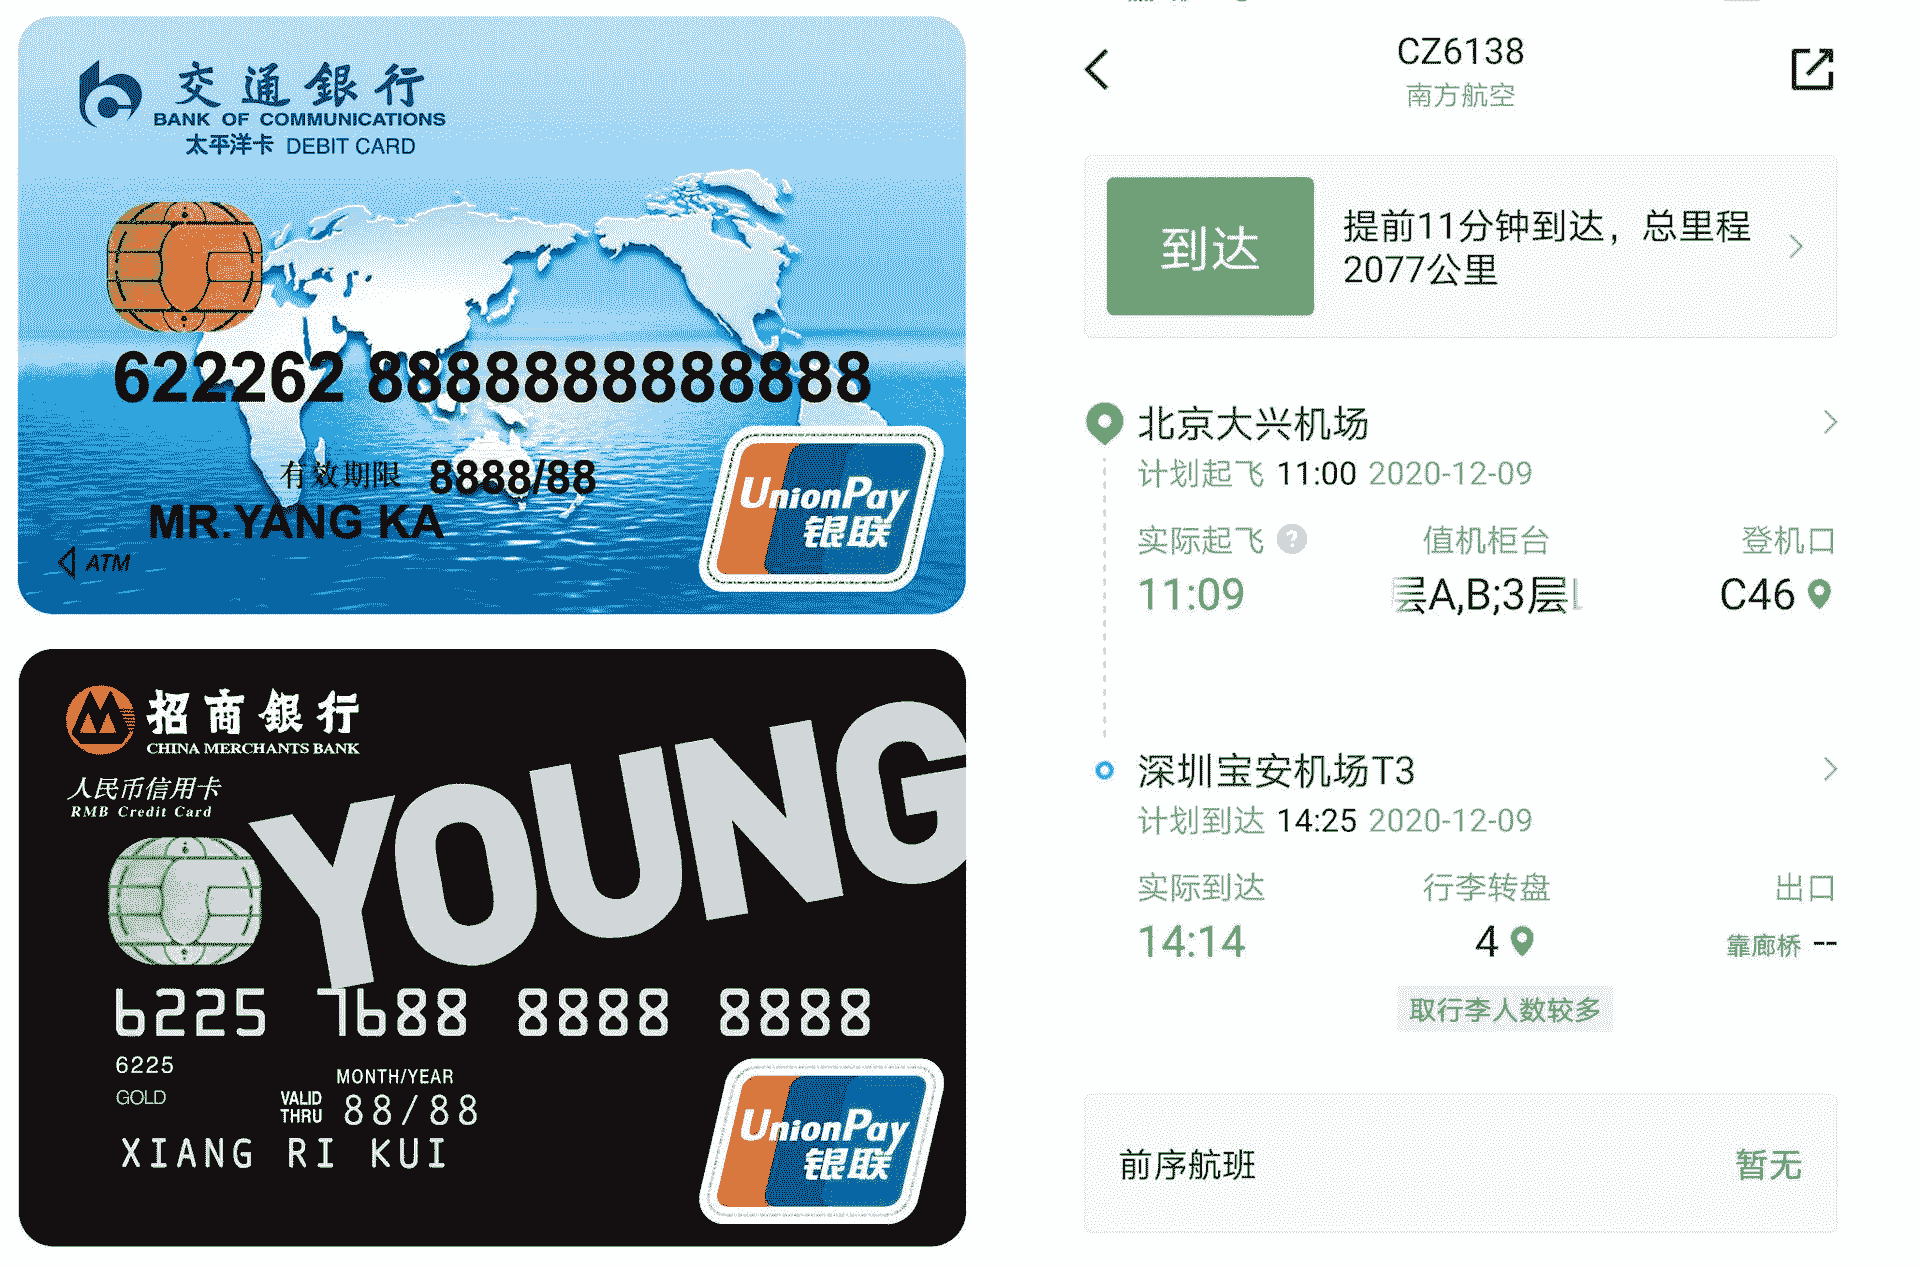 交通銀行
BANK OF COMMUNICATIONS
太平洋卡 DEBIT CARD
622262 8888888888888
有效期限 8888/88
MR.YANG KA
ATM
UnionPay
银联
招商銀行
CHINA MERCHANTS BANK
人民币信用卡
RMB Credit Card
YOUNG
6225 7688 8888 8888
6225
GOLD
MONTH/YEAR
VALID
THRU 88/88
XIANG RI KUI
UnionPay
银联
CZ6138
南方航空
到达
提前11分钟到达，总里程
2077公里
北京大兴机场
计划起飞 11:00 2020-12-09
实际起飞 ? 值机柜台 登机口
11:09 层A,B;3层 C46
深圳宝安机场T3
计划到达 14:25 2020-12-09
实际到达 行李转盘 出口
14:14 4 靠廊桥 --
取行李人数较多
前序航班 暂无